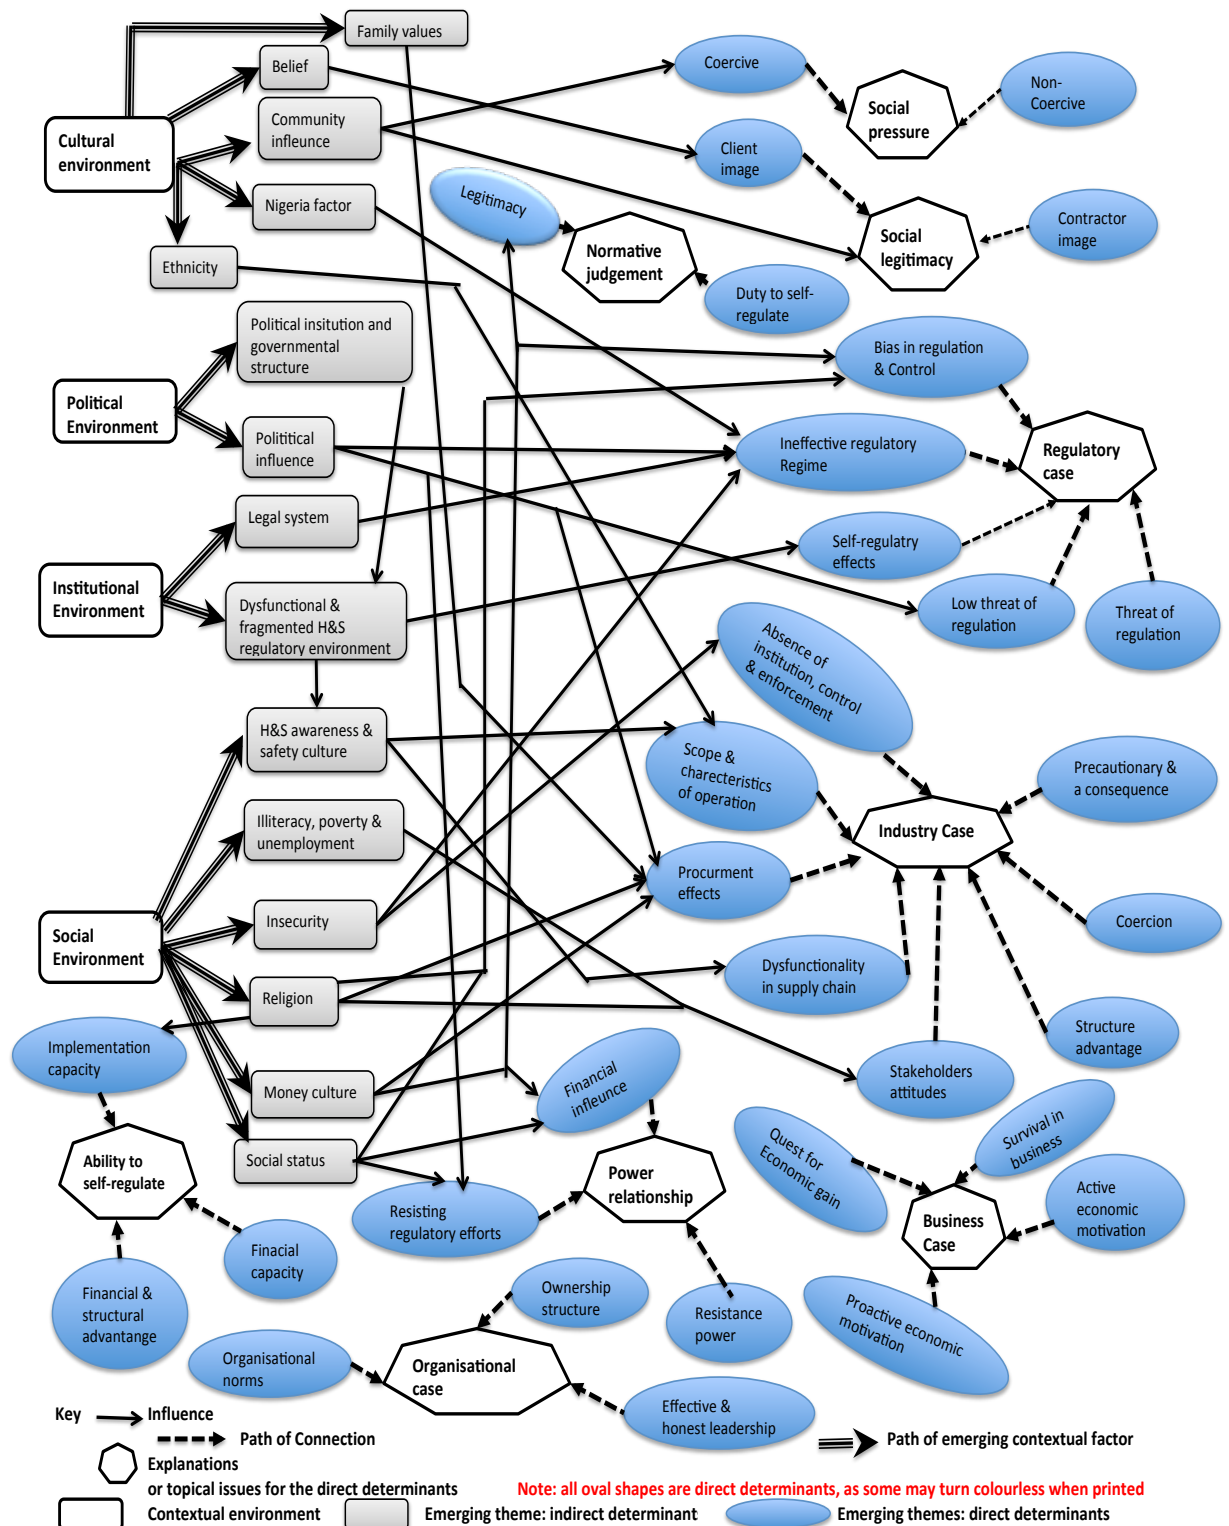 Family values
Belief
Coercive
Non-
Coercive
Social
pressure
Community
infleunce
Cultural
environment
Client
image
Legitimacy
Nigeria factor
Contractor
image
Social
legitimacy
Normative
judgement
Ethnicity
Duty to self-
regulate
Political insitution and
governmental
structure
Bias in regulation
& Control
Political
Environment
Polititical
influence
Ineffective regulatory
Regime
Regulatory
case
Legal system
Self-regulatry
effects
Institutional
Environment
Dysfunctional &
fragmented H&S
regulatory environment
Low threat of
regulation
Threat of
regulation
Absence of
institution, control
& enforcement
H&S awareness &
safety culture
Scope &
charecteristics
of operation
Precautionary &
a consequence
Illiteracy, poverty &
unemployment
Industry Case
Procurment
effects
Insecurity
Coercion
Social
Environment
Dysfunctionality
in supply chain
Religion
Structure
advantage
Implementation
capacity
Stakeholders
attitudes
Money culture
Financial
infleunce
Survival in
business
Quest for
Economic gain
Ability to
self-regulate
Social status
Power
relationship
Active
economic
motivation
Resisting
regulatory efforts
Business
Case
Finacial
capacity
Financial &
structural
advantange
Ownership
structure
Resistance
power
Proactive economic
motivation
Organisational
norms
Organisational
case
Effective &
honest leadership
Key
Influence
Path of Connection
Path of emerging contextual factor
Explanations
or topical issues for the direct determinants
Note: all oval shapes are direct determinants, as some may turn colourless when printed
Contextual environment
Emerging theme: indirect determinant
Emerging themes: direct determinants